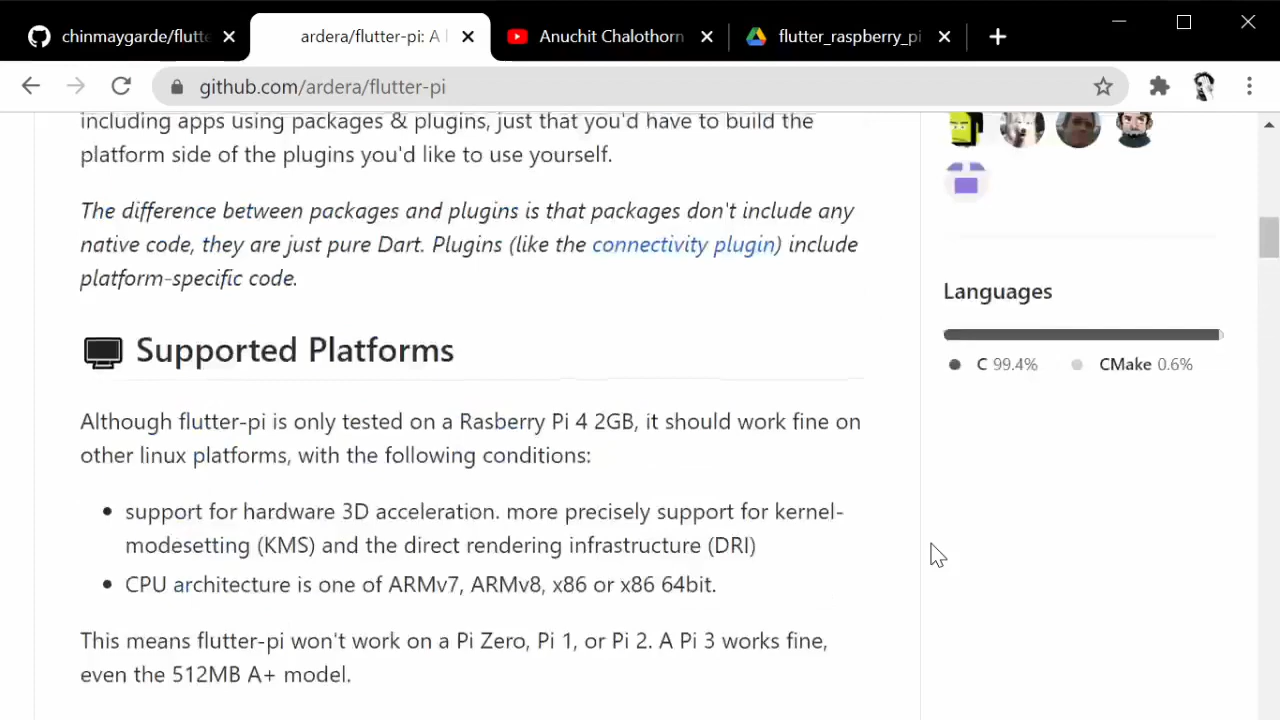 chinmaygarde/flutte
ardera/flutter-pi: A l
Anuchit Chalothorn
flutter_raspberry_pi
github.com/ardera/flutter-pi
including apps using packages & plugins, just that you'd have to build the
platform side of the plugins you'd like to use yourself.
The difference between packages and plugins is that packages don't include any
native code, they are just pure Dart. Plugins (like the connectivity plugin) include
platform-specific code.
Supported Platforms
Although flutter-pi is only tested on a Rasberry Pi 4 2GB, it should work fine on
other linux platforms, with the following conditions:
• support for hardware 3D acceleration. more precisely support for kernel-
modesetting (KMS) and the direct rendering infrastructure (DRI)
• CPU architecture is one of ARMv7, ARMv8, x86 or x86 64bit.
This means flutter-pi won't work on a Pi Zero, Pi 1, or Pi 2. A Pi 3 works fine,
even the 512MB A+ model.
Languages
C 99.4%
CMake 0.6%